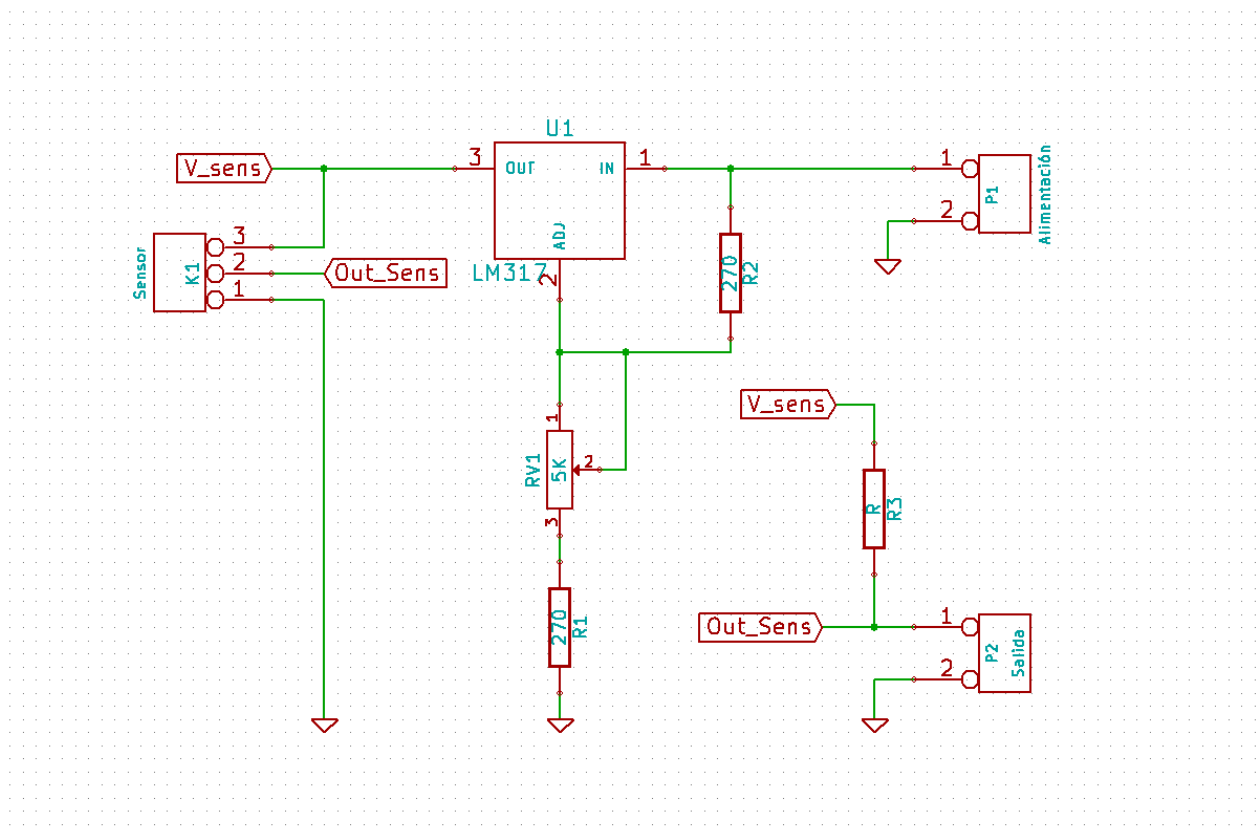 U1
V_sens
3
OUT
IN
1
1
P1
Alimentación
2
ADJ
LM317
2
Sensor
K1
3
2
1
Out_Sens
270
R2
V_sens
1
RV1
5K
2
3
R
R3
270
R1
Out_Sens
1
P2
Salida
2